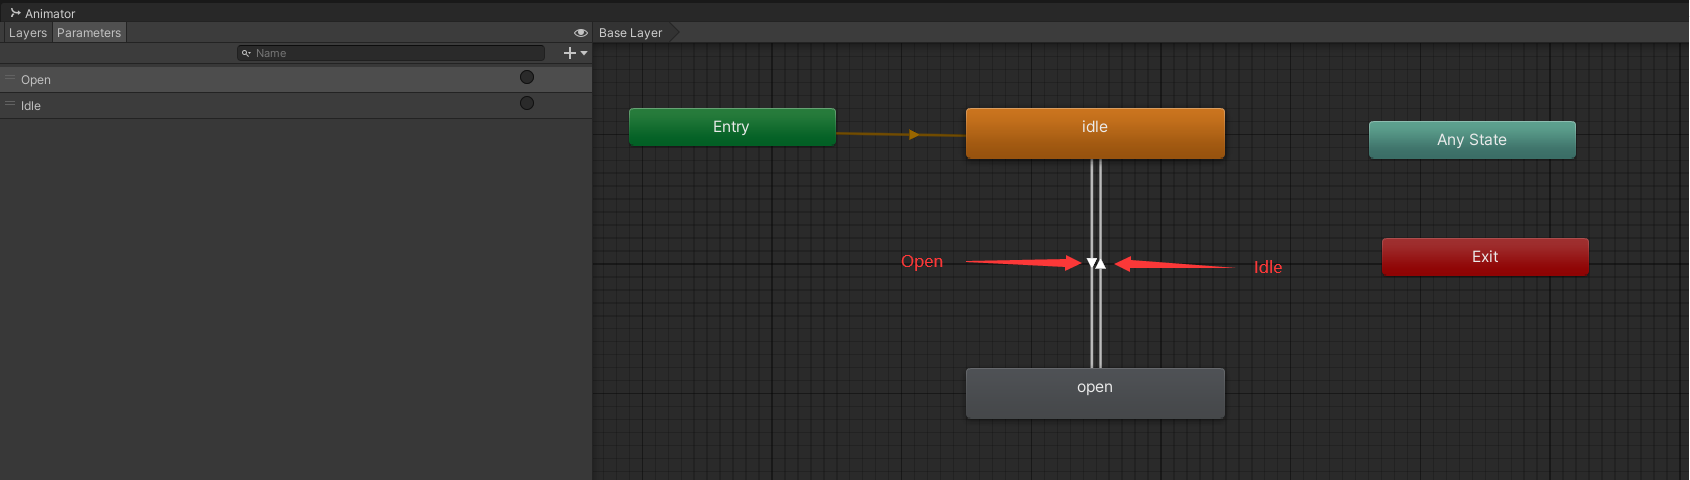 Animator
Layers Parameters
Name
Open
Idle
Base Layer
Entry
idle
Any State
Open
Idle
Exit
open